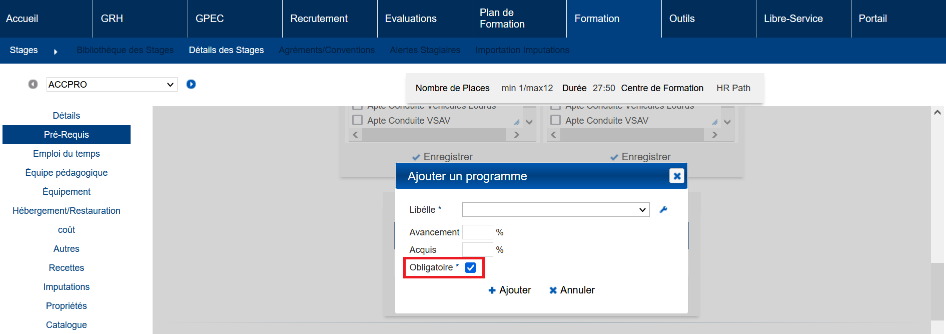 Accueil
GRH
GPEC
Recrutement
Evaluations
Plan de
Formation
Formation
Outils
Libre-Service
Portail
Stages
Bibliothèque des Stages
Détails des Stages
Agréments/Conventions
Alertes Stagiaires
Importation Imputations
ACCPRO
Nombre de Places min 1/max12 Durée 27:50 Centre de Formation HR Path
Détails
Pré-Requis
Emploi du temps
Équipe pédagogique
Équipement
Hébergement/Restauration
coût
Autres
Recettes
Imputations
Propriétés
Catalogue
Apte Conduite Véhicules Lourds
Apte Conduite Véhicules Lourds
Apte Conduite VSAV
Apte Conduite VSAV
Enregistrer
Enregistrer
Ajouter un programme
Libéllé *
Avancement %
Acquis %
Obligatoire *
Ajouter
Annuler